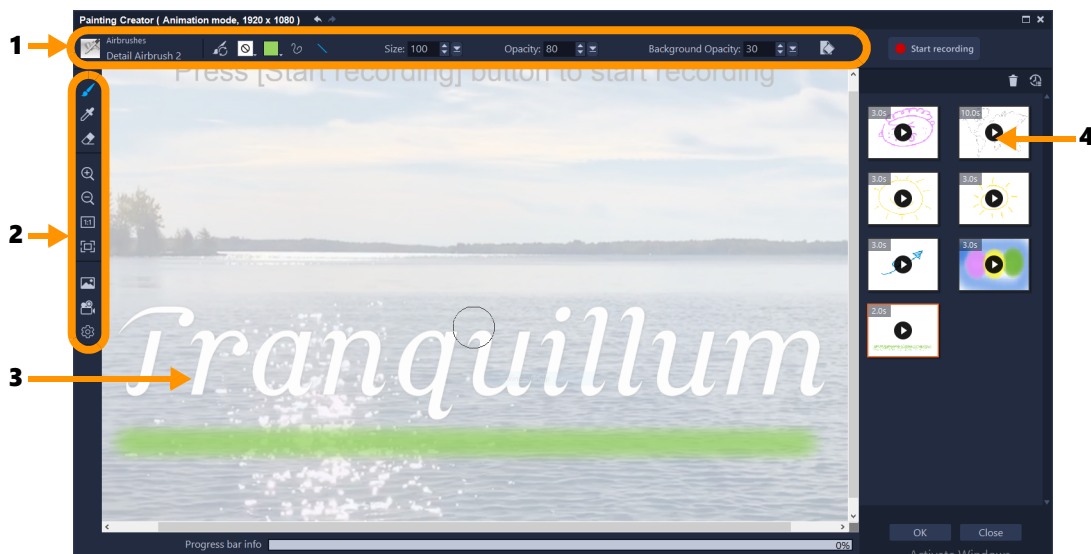 Painting Creator ( Animation mode, 1920 x 1080 )
1
Airbrushes
Detail Airbrush 2
Size: 100
Opacity: 80
Background Opacity: 30
Start recording
Press [Start recording] button to start recording
3.0s
10.0s
4
1:1
3.0s
3.0s
2
3.0s
3.0s
2.0s
Tranquillum
3
OK
Close
Progress bar info
0%
Activate Windows